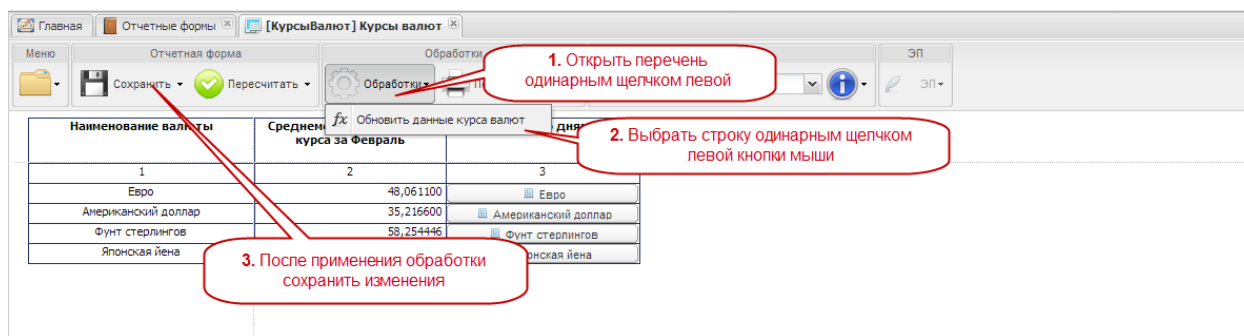 Главная Отчетные формы [КурсыВалют] Курсы валют
Меню Отчетная форма ЭП
Сохранить Пересчитать Обработки ЭП
1. Открыть перечень
одинарным щелчком левой
fx Обновить данные курса валют
2. Выбрать строку одинарным щелчком
левой кнопки мыши
Наименование валюты
курса за Февраль
1 2 3
Евро 48,061100 Евро
Американский доллар 35,216600 Американский доллар
Фунт стерлингов 58,254446 Фунт стерлингов
Японская йена йена
3. После применения обработки
сохранить изменения